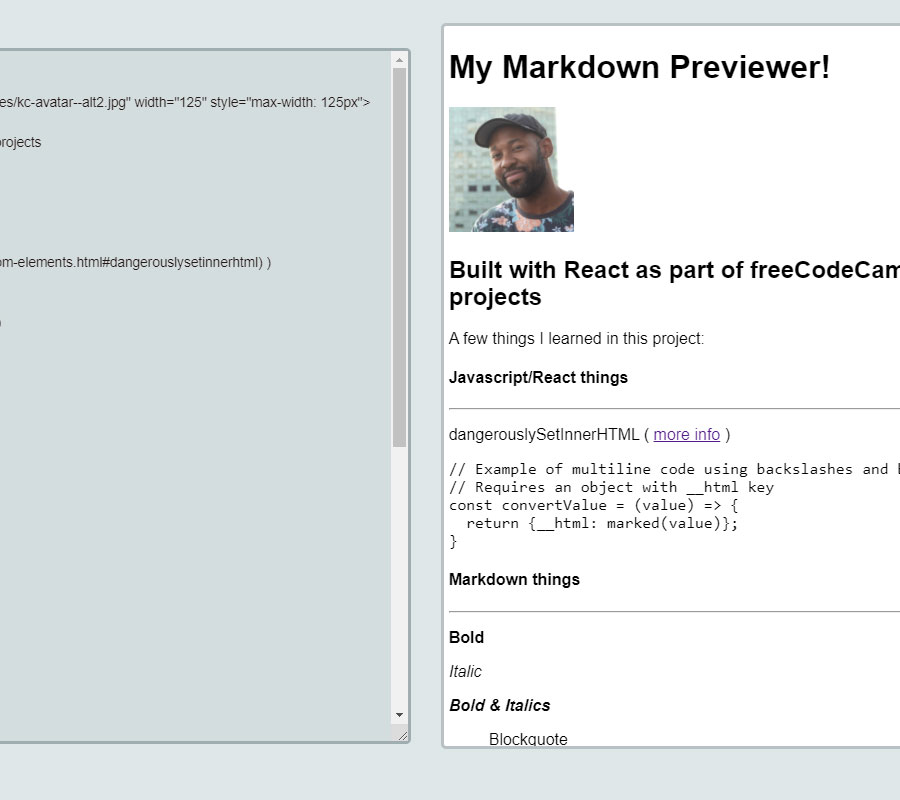 es/kc-avatar--alt2.jpg" width="125" style="max-width: 125px">
rojects
om-elements.html#dangerouslysetinnerhtml) )
)
My Markdown Previewer!
Built with React as part of freeCodeCam
projects
A few things I learned in this project:
Javascript/React things
dangerouslySetInnerHTML ( more info )
// Example of multiline code using backslashes and b
// Requires an object with __html key
const convertValue = (value) => {
return {__html: marked(value)};
}
Markdown things
Bold
Italic
Bold & Italics
Blockquote